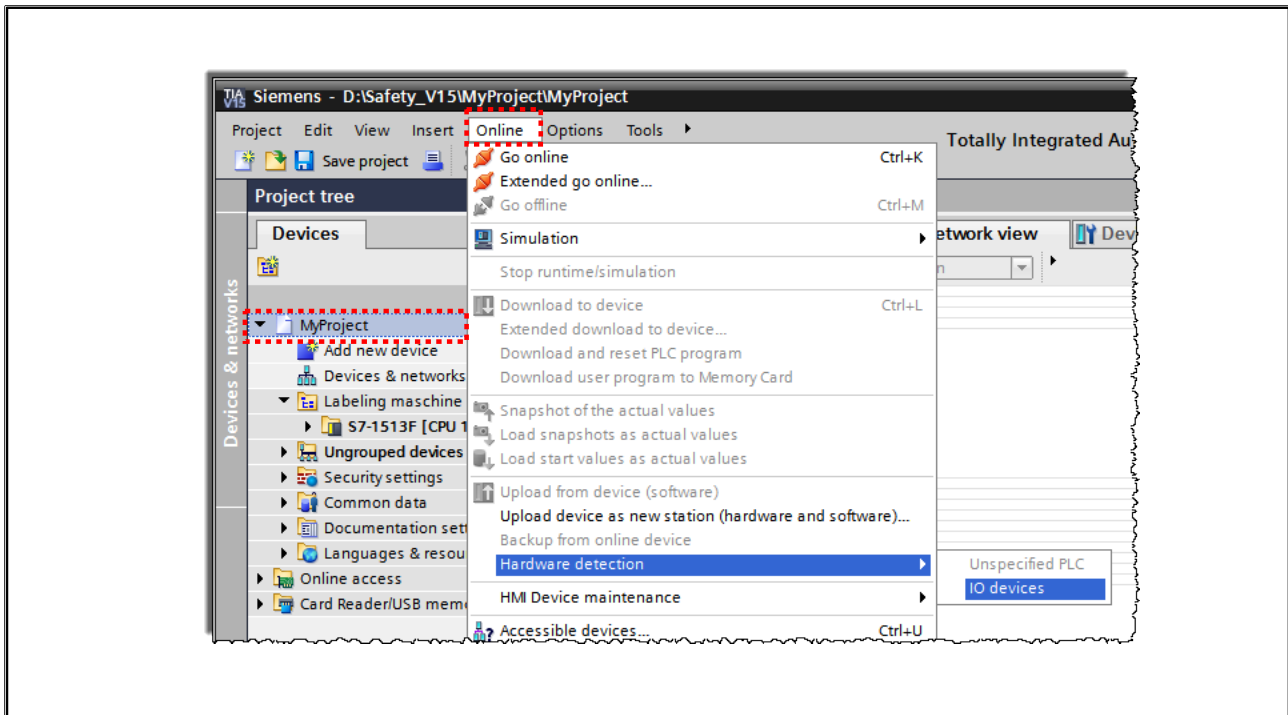 TIA V15 Siemens - D:\Safety_V15\MyProject\MyProject
Project Edit View Insert Online Options Tools
Totally Integrated Au
Save project
Project tree
Devices
Devices & networks
MyProject
Add new device
Devices & networks
Labeling maschine
S7-1513F [CPU 1
Ungrouped devices
Security settings
Common data
Documentation sett
Languages & resou
Online access
Card Reader/USB mem
Go online Ctrl+K
Extended go online...
Go offline Ctrl+M
Simulation
Stop runtime/simulation
Download to device Ctrl+L
Extended download to device...
Download and reset PLC program
Download user program to Memory Card
Snapshot of the actual values
Load snapshots as actual values
Load start values as actual values
Upload from device (software)
Upload device as new station (hardware and software)...
Backup from online device
Hardware detection
HMI Device maintenance
Accessible devices... Ctrl+U
Unspecified PLC
IO devices
etwork view Dev
n